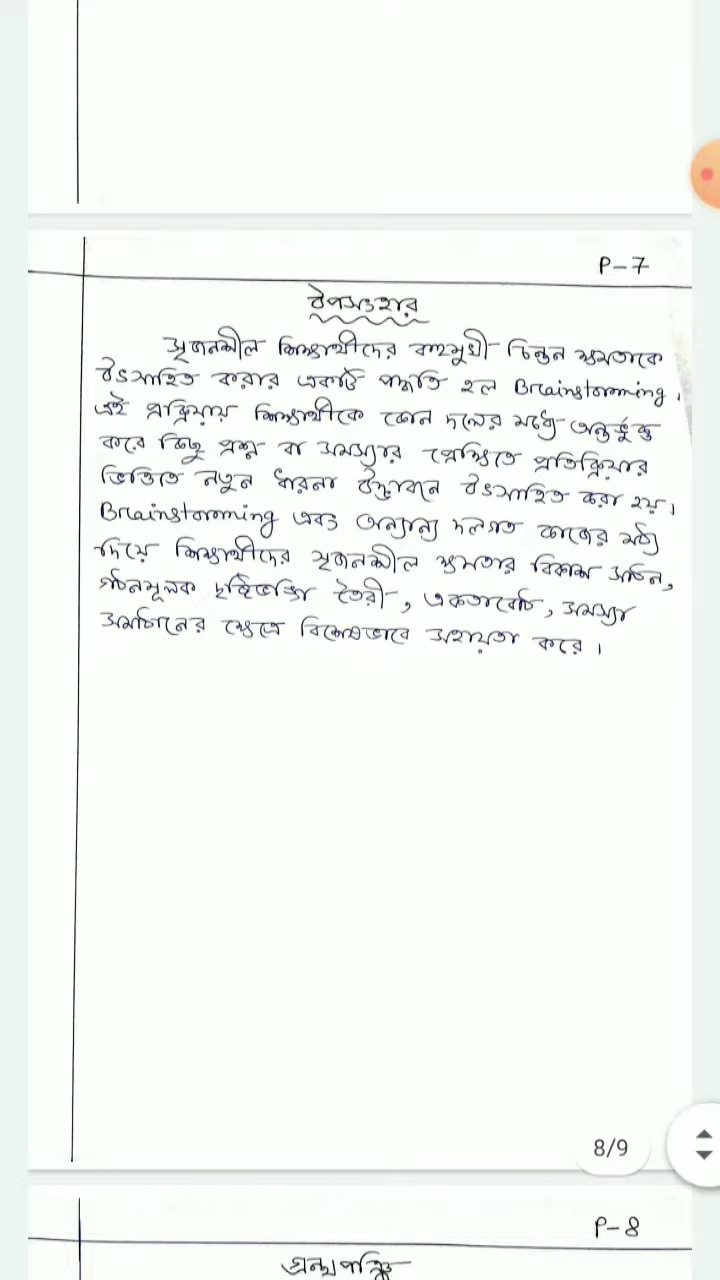 P-7
উপসংহার
সৃজনশীল শিক্ষার্থীদের বহুমুখী চিন্তন ক্ষমতাকে
উৎসাহিত করার একটি পদ্ধতি হল Brainstorming.
এই প্রক্রিয়ায় শিক্ষার্থীকে কোন দলের মধ্যে অন্তর্ভুক্ত
করে কিছু প্রশ্ন বা সমস্যার প্রেক্ষিতে প্রতিক্রিয়ার
ভিত্তিতে নতুন ধারনা উদ্ভাবনে উৎসাহিত করা হয়।
Brainstorming এবং অন্যান্য দলগত কাজের মধ্য
দিয়ে শিক্ষার্থীদের সৃজনশীল ক্ষমতার বিকাশ
গঠনমূলক দৃষ্টিভঙ্গি তৈরী, একতাবোধ, সমস্যা
সমাধানের ক্ষেত্রে বিশেষভাবে সহায়তা করে।
8/9
P-8
গ্রন্থপঞ্জি